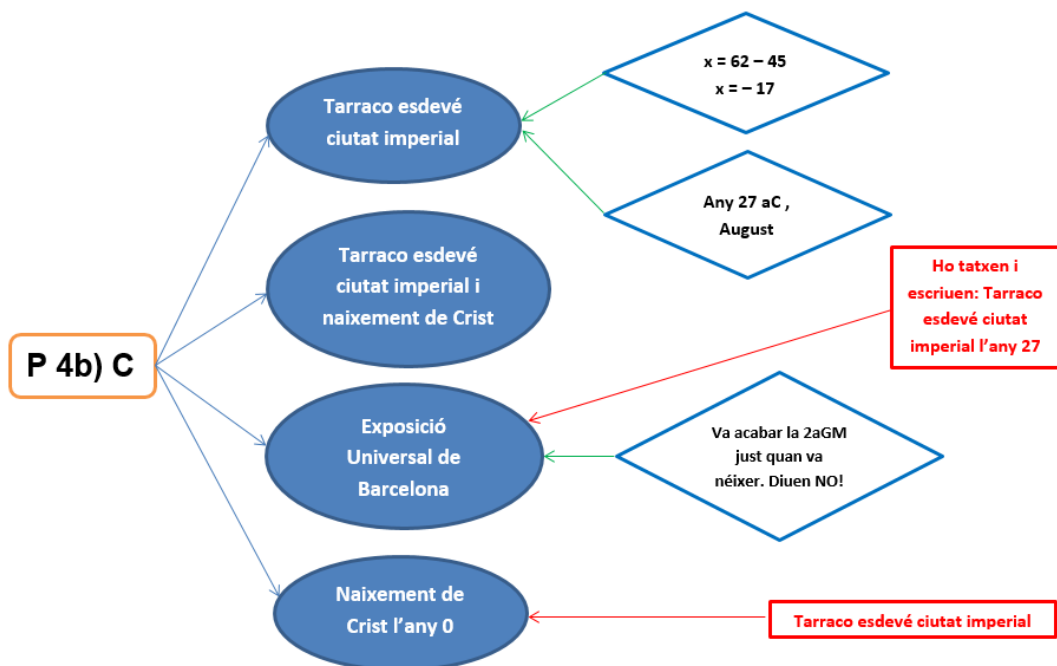 P 4b) C
Tarraco esdevé
ciutat imperial
x = 62 – 45
x = – 17
Any 27 aC ,
August
Tarraco esdevé
ciutat imperial i
naixement de Crist
Ho tatxen i
escriuen: Tarraco
esdevé ciutat
imperial l’any 27
Exposició
Universal de
Barcelona
Va acabar la 2aGM
just quan va
néixer. Diuen NO!
Naixement de
Crist l’any 0
Tarraco esdevé ciutat imperial